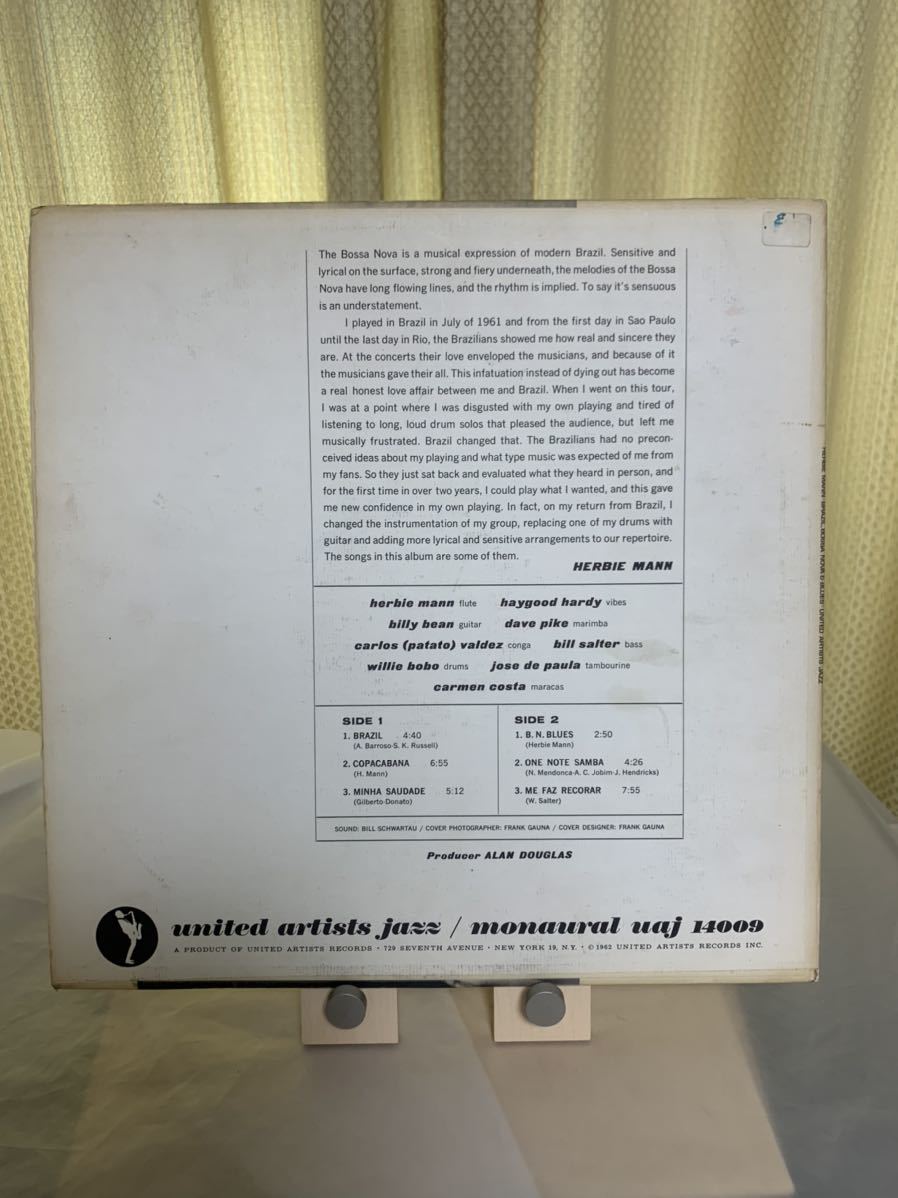 The Bossa Nova is a musical expression of modern Brazil. Sensitive and
lyrical on the surface, strong and fiery underneath, the melodies of the Bossa
Nova have long flowing lines, and the rhythm is implied. To say it's sensuous
is an understatement.
I played in Brazil in July of 1961 and from the first day in Sao Paulo
until the last day in Rio, the Brazilians showed me how real and sincere they
are. At the concerts their love enveloped the musicians, and because of it
the musicians gave their all. This infatuation instead of dying out has become
a real honest love affair between me and Brazil. When I went on this tour,
I was at a point where I was disgusted with my own playing and tired of
listening to long, loud drum solos that pleased the audience, but left me
musically frustrated. Brazil changed that. The Brazilians had no precon-
ceived ideas about my playing and what type music was expected of me from
my fans. So they just sat back and evaluated what they heard in person, and
for the first time in over two years, I could play what I wanted, and this gave
me new confidence in my own playing. In fact, on my return from Brazil, I
changed the instrumentation of my group, replacing one of my drums with
guitar and adding more lyrical and sensitive arrangements to our repertoire.
The songs in this album are some of them.
HERBIE MANN
herbie mann flute haygood hardy vibes
billy bean guitar dave pike marimba
carlos (patato) valdez conga bill salter bass
willie bobo drums jose de paula tambourine
carmen costa maracas
SIDE 1
1. BRAZIL 4:40
(A. Barroso-S. K. Russell)
2. COPACABANA 6:55
(H. Mann)
3. MINHA SAUDADE 5:12
(Gilberto-Donato)
SIDE 2
1. B. N. BLUES 2:50
(Herbie Mann)
2. ONE NOTE SAMBA 4:26
(N. Mendonca-A. C. Jobim-J. Hendricks)
3. ME FAZ RECORAR 7:55
(W. Salter)
SOUND: BILL SCHWARTAU / COVER PHOTOGRAPHER: FRANK GAUNA / COVER DESIGNER: FRANK GAUNA
Producer ALAN DOUGLAS
united artists jazz / monaural uaj 14009
A PRODUCT OF UNITED ARTISTS RECORDS • 729 SEVENTH AVENUE • NEW YORK 19, N.Y. • © 1962 UNITED ARTISTS RECORDS INC.
HERBIE MANN BRAZIL BOSSA NOVA & BLUES UNITED ARTISTS JAZZ